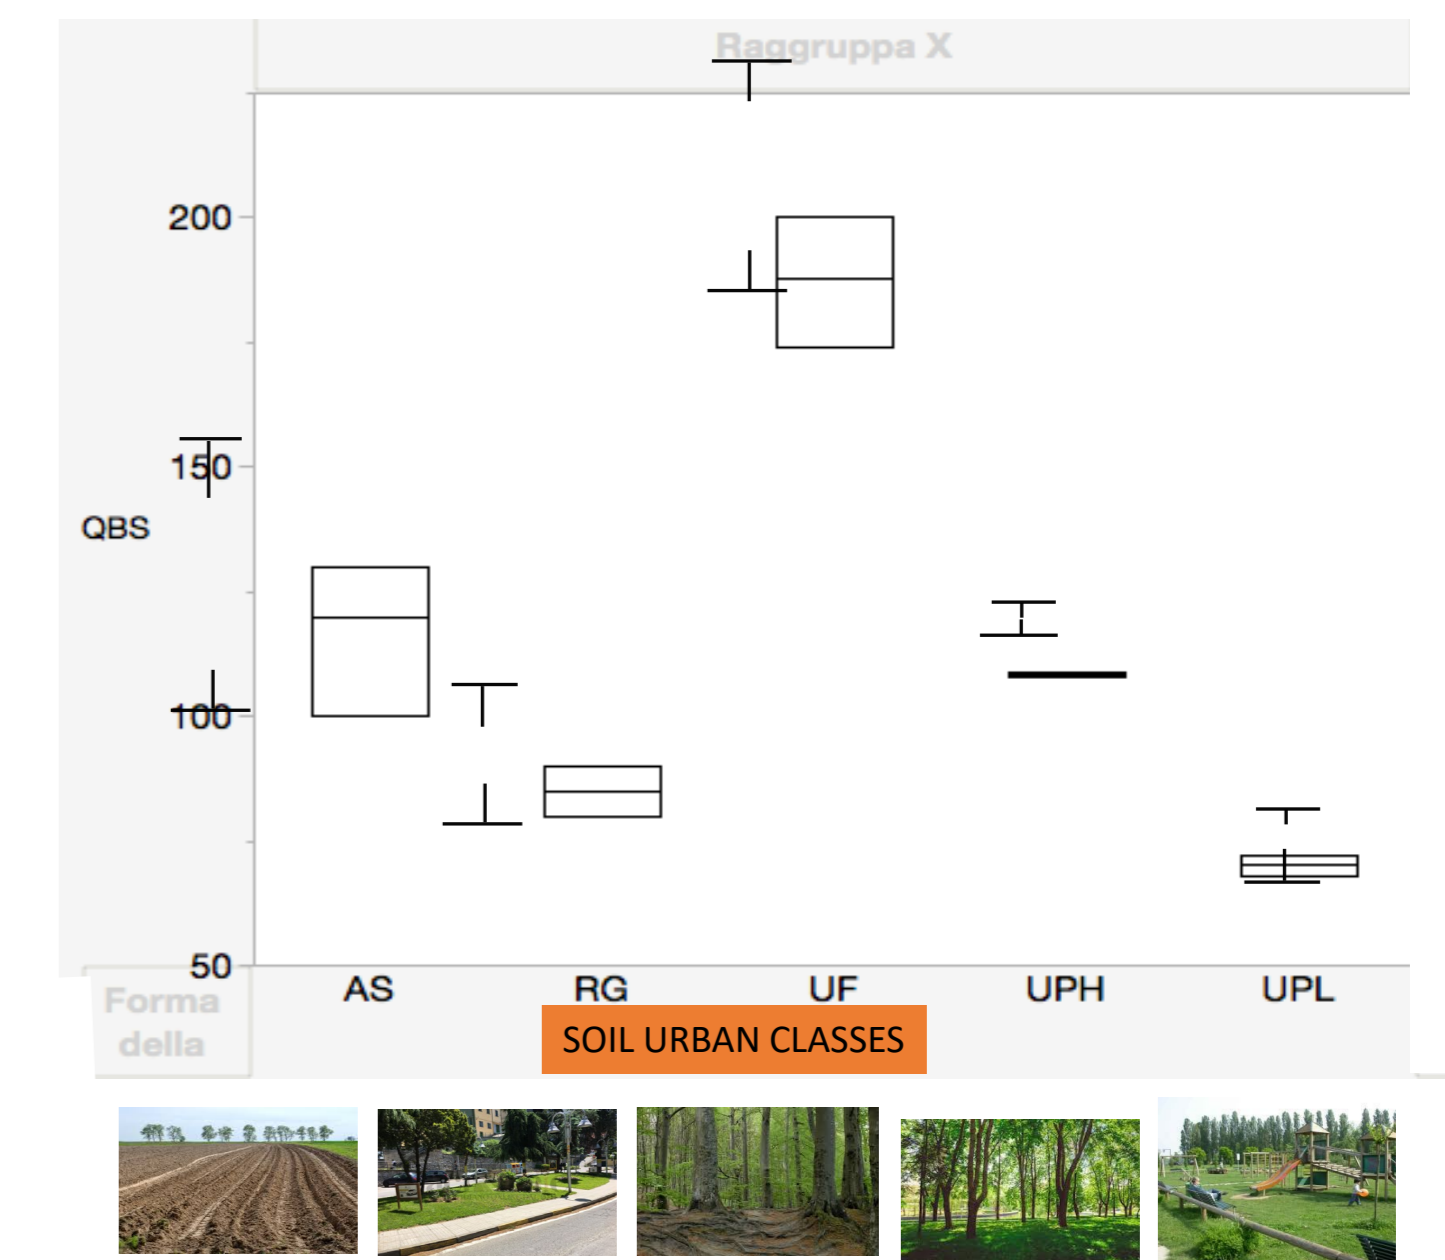 Raggruppa X
200
150
QBS
100
50
AS RG UF UPH UPL
Forma
della
SOIL URBAN CLASSES